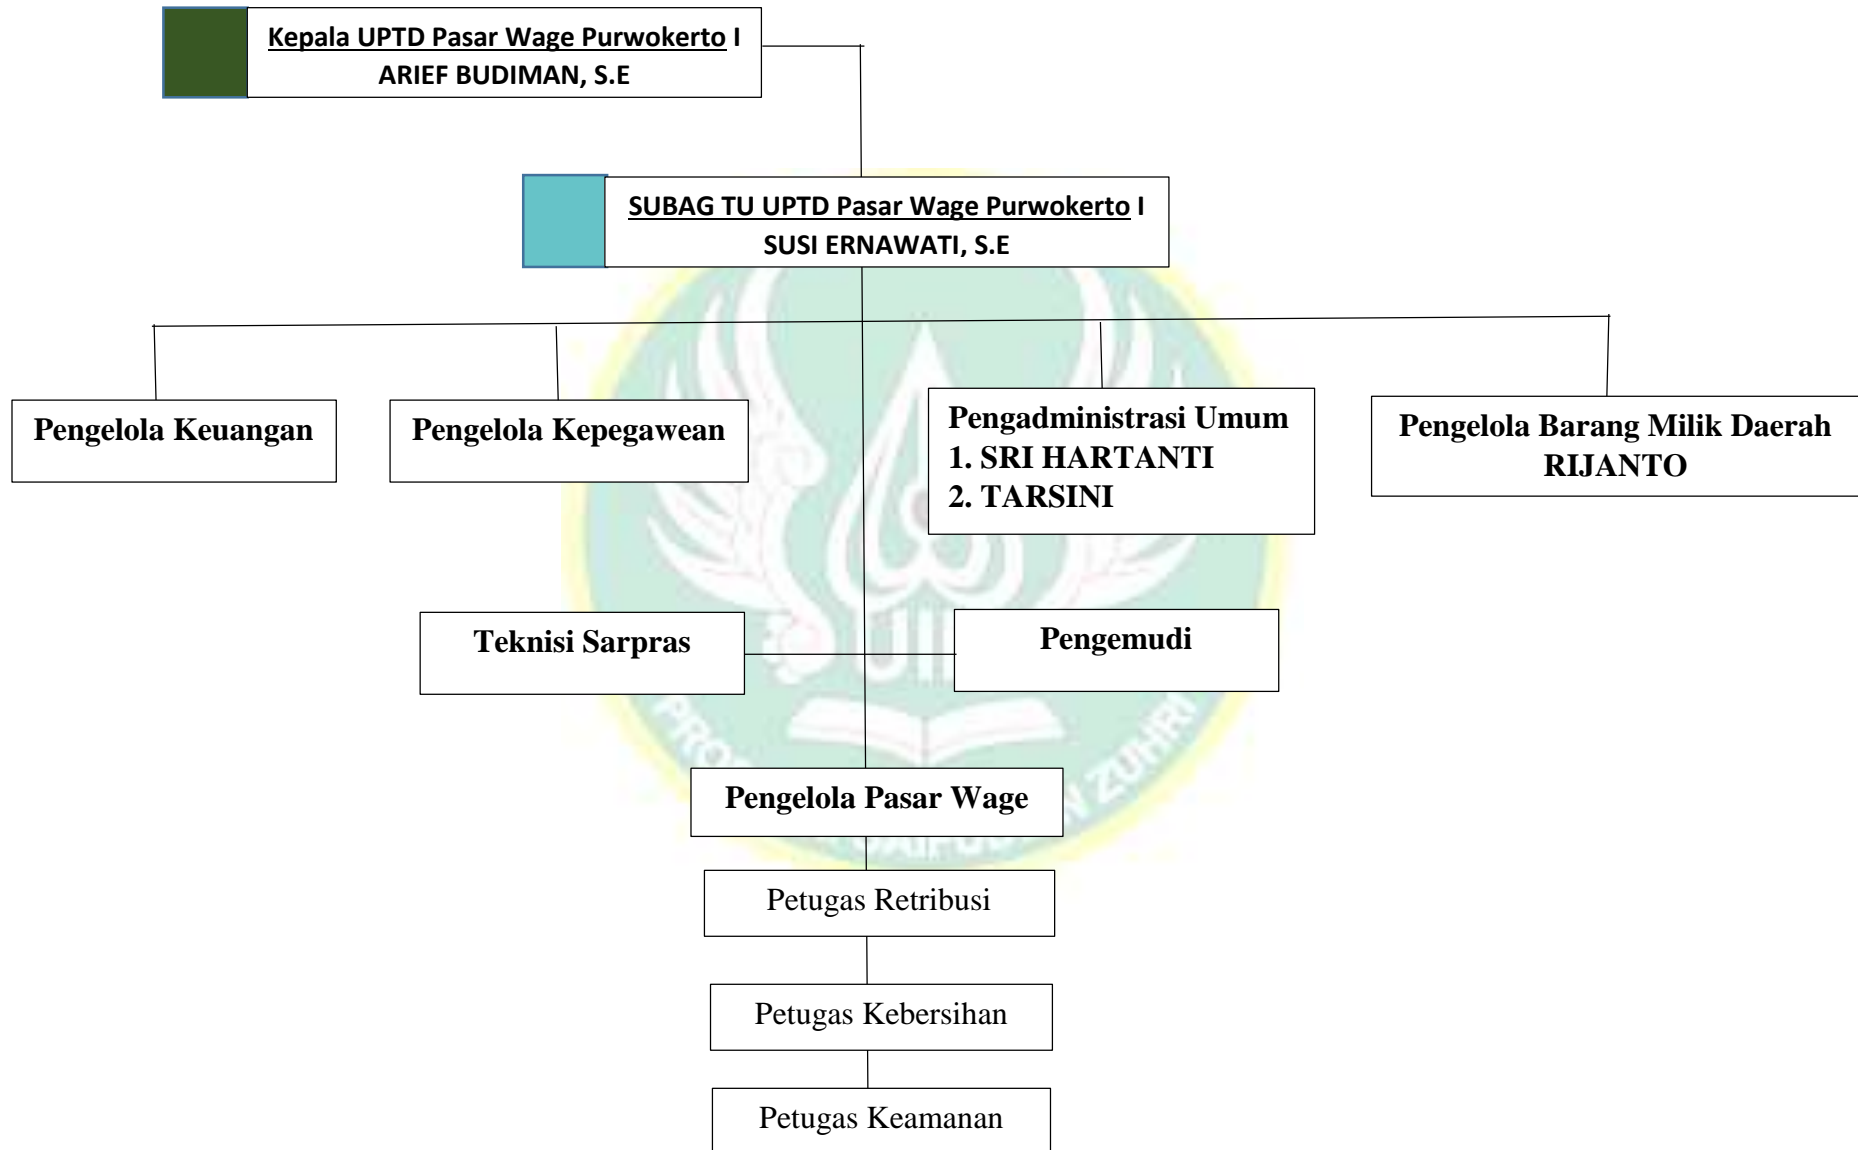 Kepala UPTD Pasar Wage Purwokerto I
ARIEF BUDIMAN, S.E
SUBAG TU UPTD Pasar Wage Purwokerto I
SUSI ERNAWATI, S.E
Pengelola Keuangan
Pengelola Kepegawean
Pengadministrasi Umum
1. SRI HARTANTI
2. TARSINI
Pengelola Barang Milik Daerah
RIJANTO
Teknisi Sarpras
Pengemudi
Pengelola Pasar Wage
Petugas Retribusi
Petugas Kebersihan
Petugas Keamanan
ZUHRI